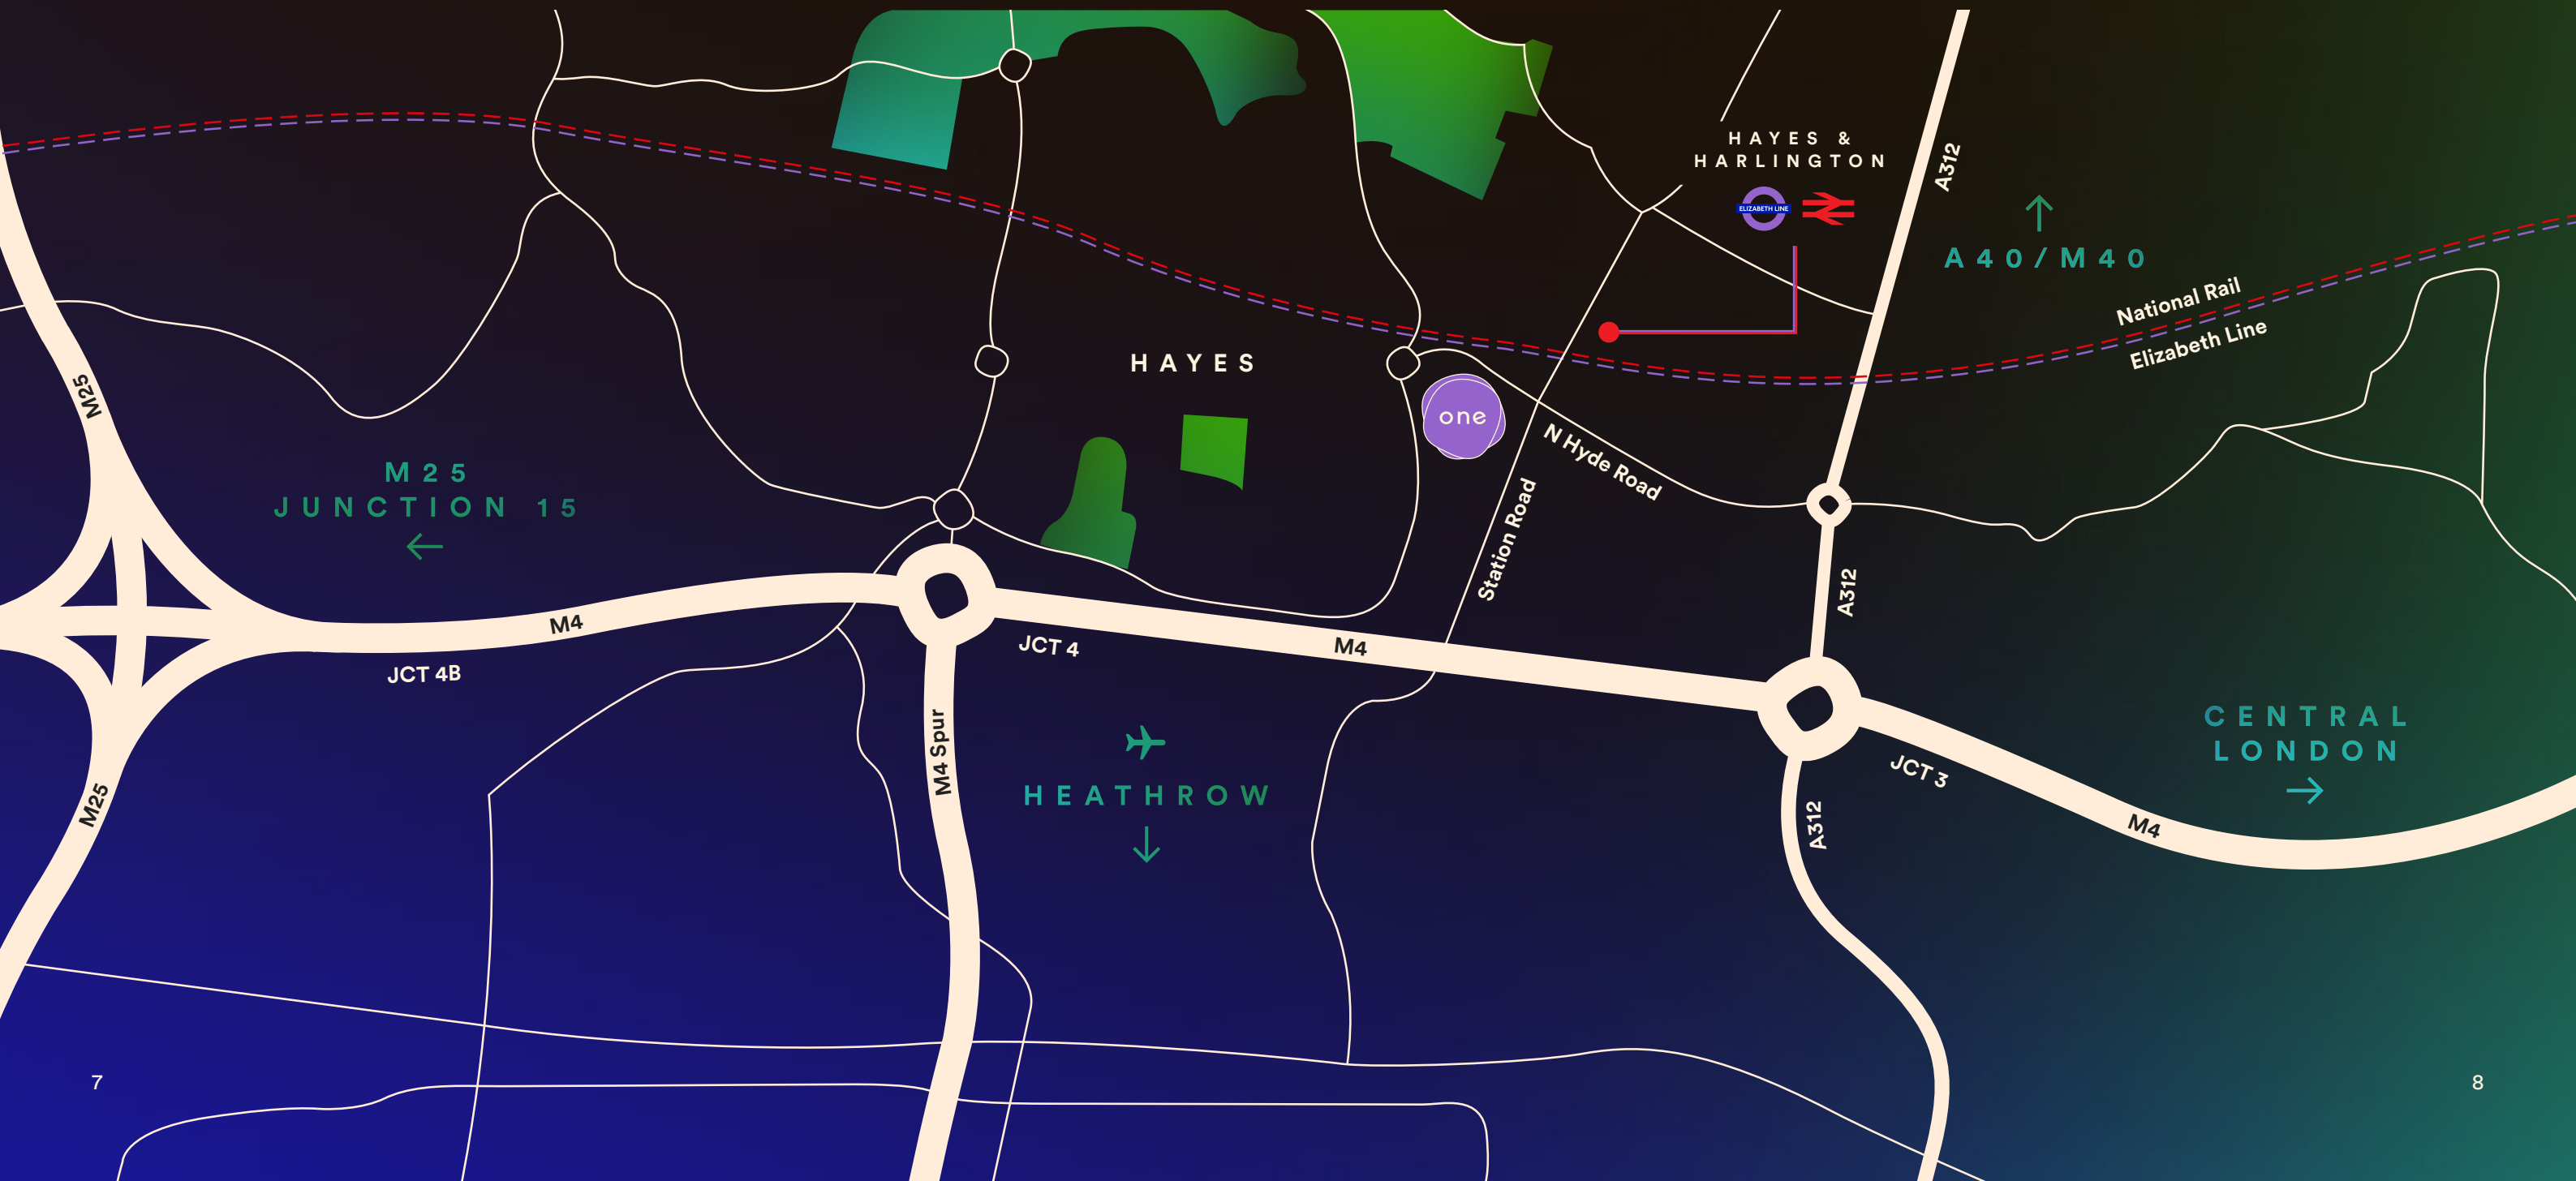 HAYES &
HARLINGTON
ELIZABETH LINE
A312
A40/M40
National Rail
Elizabeth Line
HAYES
M25
one
N Hyde Road
M25
JUNCTION 15
Station Road
A312
M4
JCT 4
M4
JCT 4B
M4 Spur
CENTRAL
LONDON
JCT 3
HEATHROW
M25
A312
M4
7
8